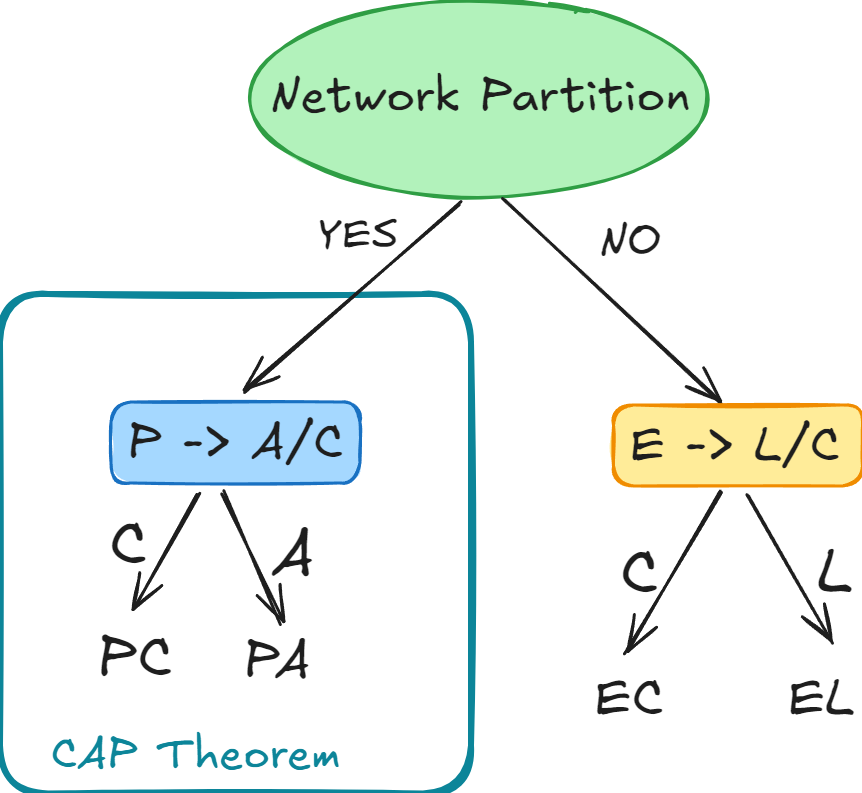 Network Partition
YES
NO
P -> A/C
E -> L/C
C
A
C
L
PC
PA
EC
EL
CAP Theorem